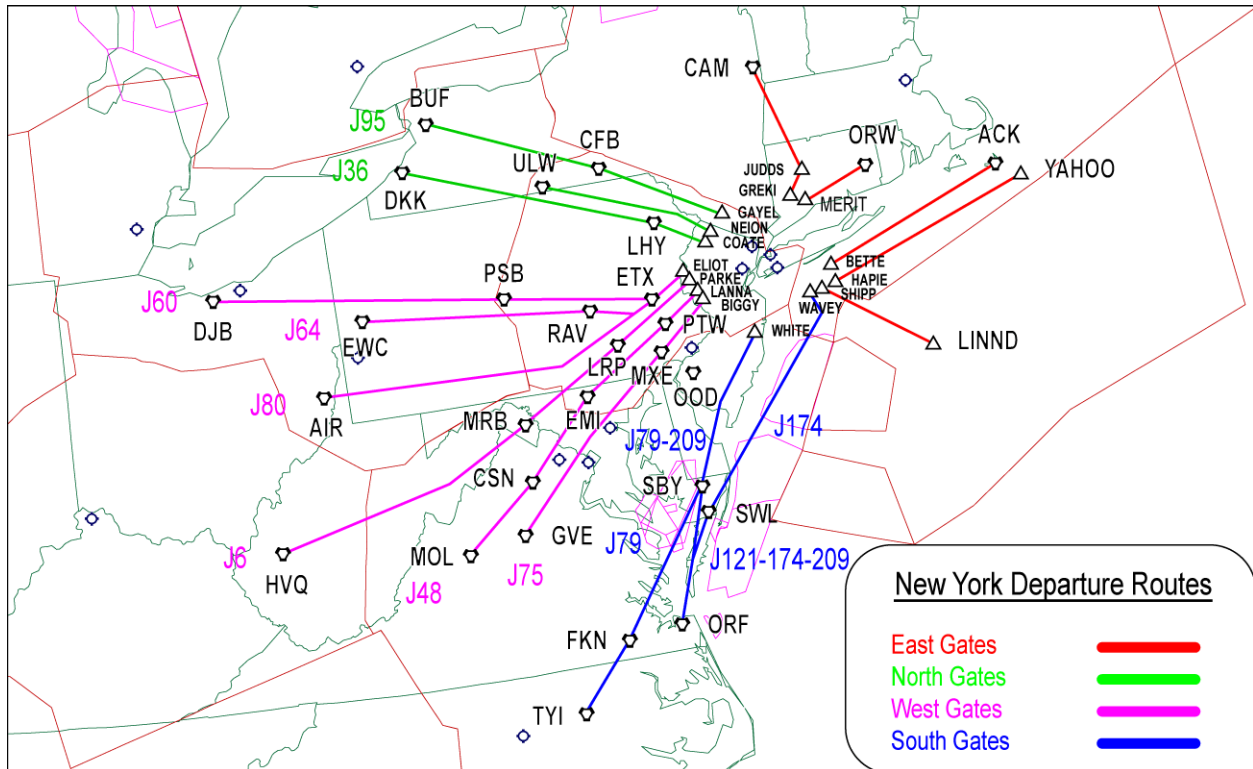 CAM
BUF
J95
CFB
ORW
ACK
ULW
JUDDS
YAHOO
J36
DKK
GREKI
MERIT
GAYEL
NEION
LHY
COATE
BETTE
ELIOT
HAPIE
PSB
ETX
PARKE
LANNA
SHIPP
J60
BIGGY
WAVEY
DJB
J64
RAV
PTW
WHITE
EWC
LINND
LRP
MXE
OOD
J80
AIR
MRB
EMI
J79-209
J174
CSN
SBY
SWL
GVE
J79
J6
MOL
J121-174-209
HVQ
J48
J75
ORF
FKN
TYI
New York Departure Routes
East Gates
North Gates
West Gates
South Gates